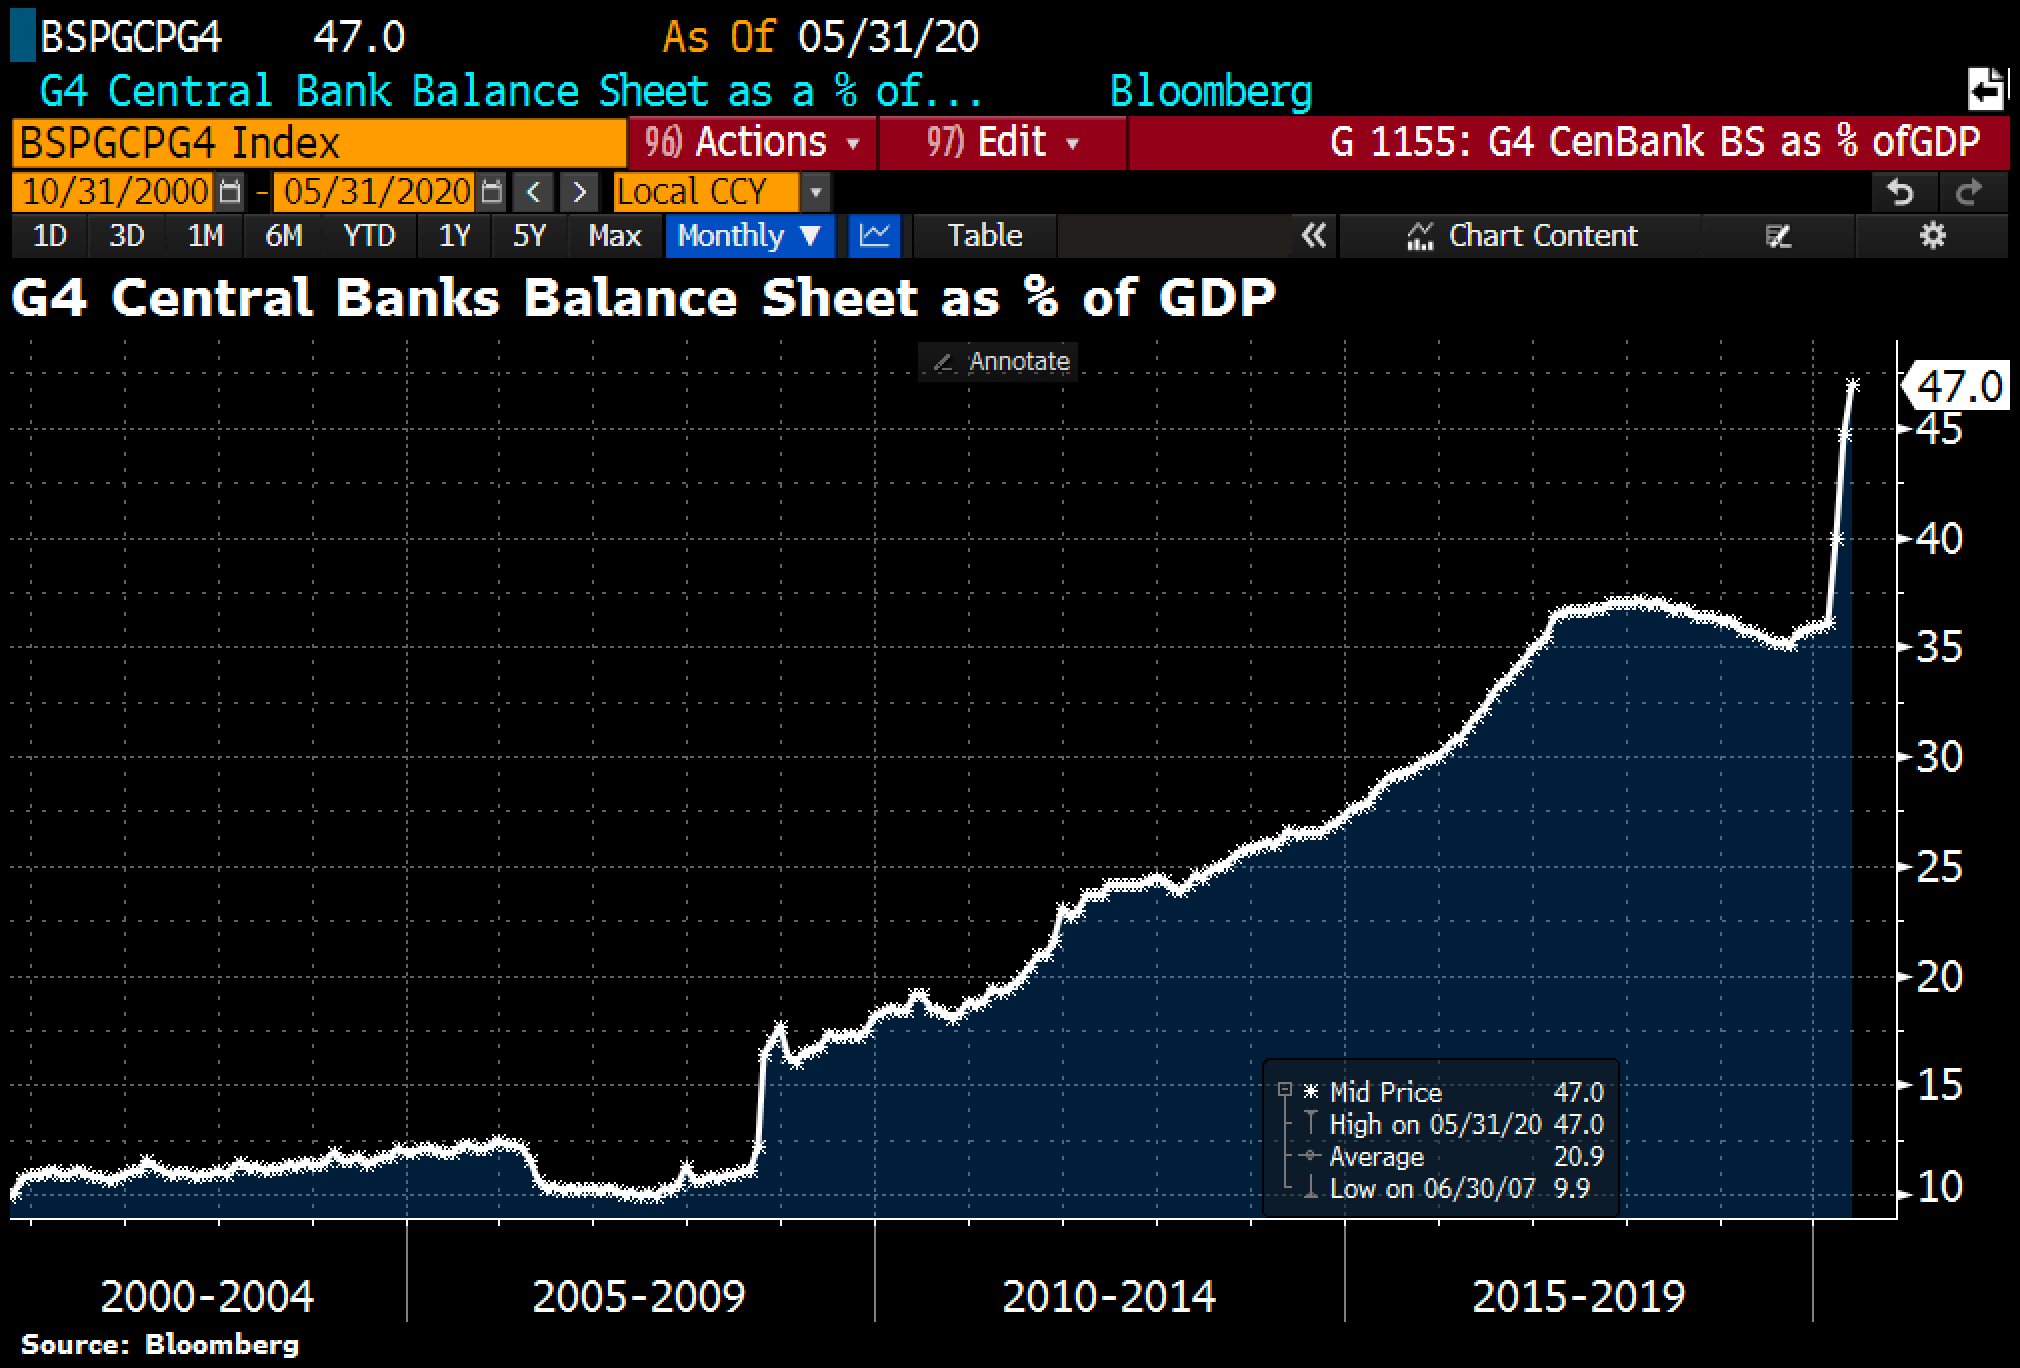 BSPGCPG4 47.0 As Of 05/31/20
G4 Central Bank Balance Sheet as a % of... Bloomberg
BSPGCPG4 Index 96) Actions ▾ 97) Edit ▾ G 1155: G4 CenBank BS as % ofGDP
10/31/2000 - 05/31/2020 < > Local CCY ▾
1D 3D 1M 6M YTD 1Y 5Y Max Monthly ▼ Table « Chart Content
G4 Central Banks Balance Sheet as % of GDP
Annotate
47.0
45
40
35
30
25
20
15
10
Mid Price 47.0
High on 05/31/20 47.0
Average 20.9
Low on 06/30/07 9.9
2000-2004 2005-2009 2010-2014 2015-2019
Source: Bloomberg